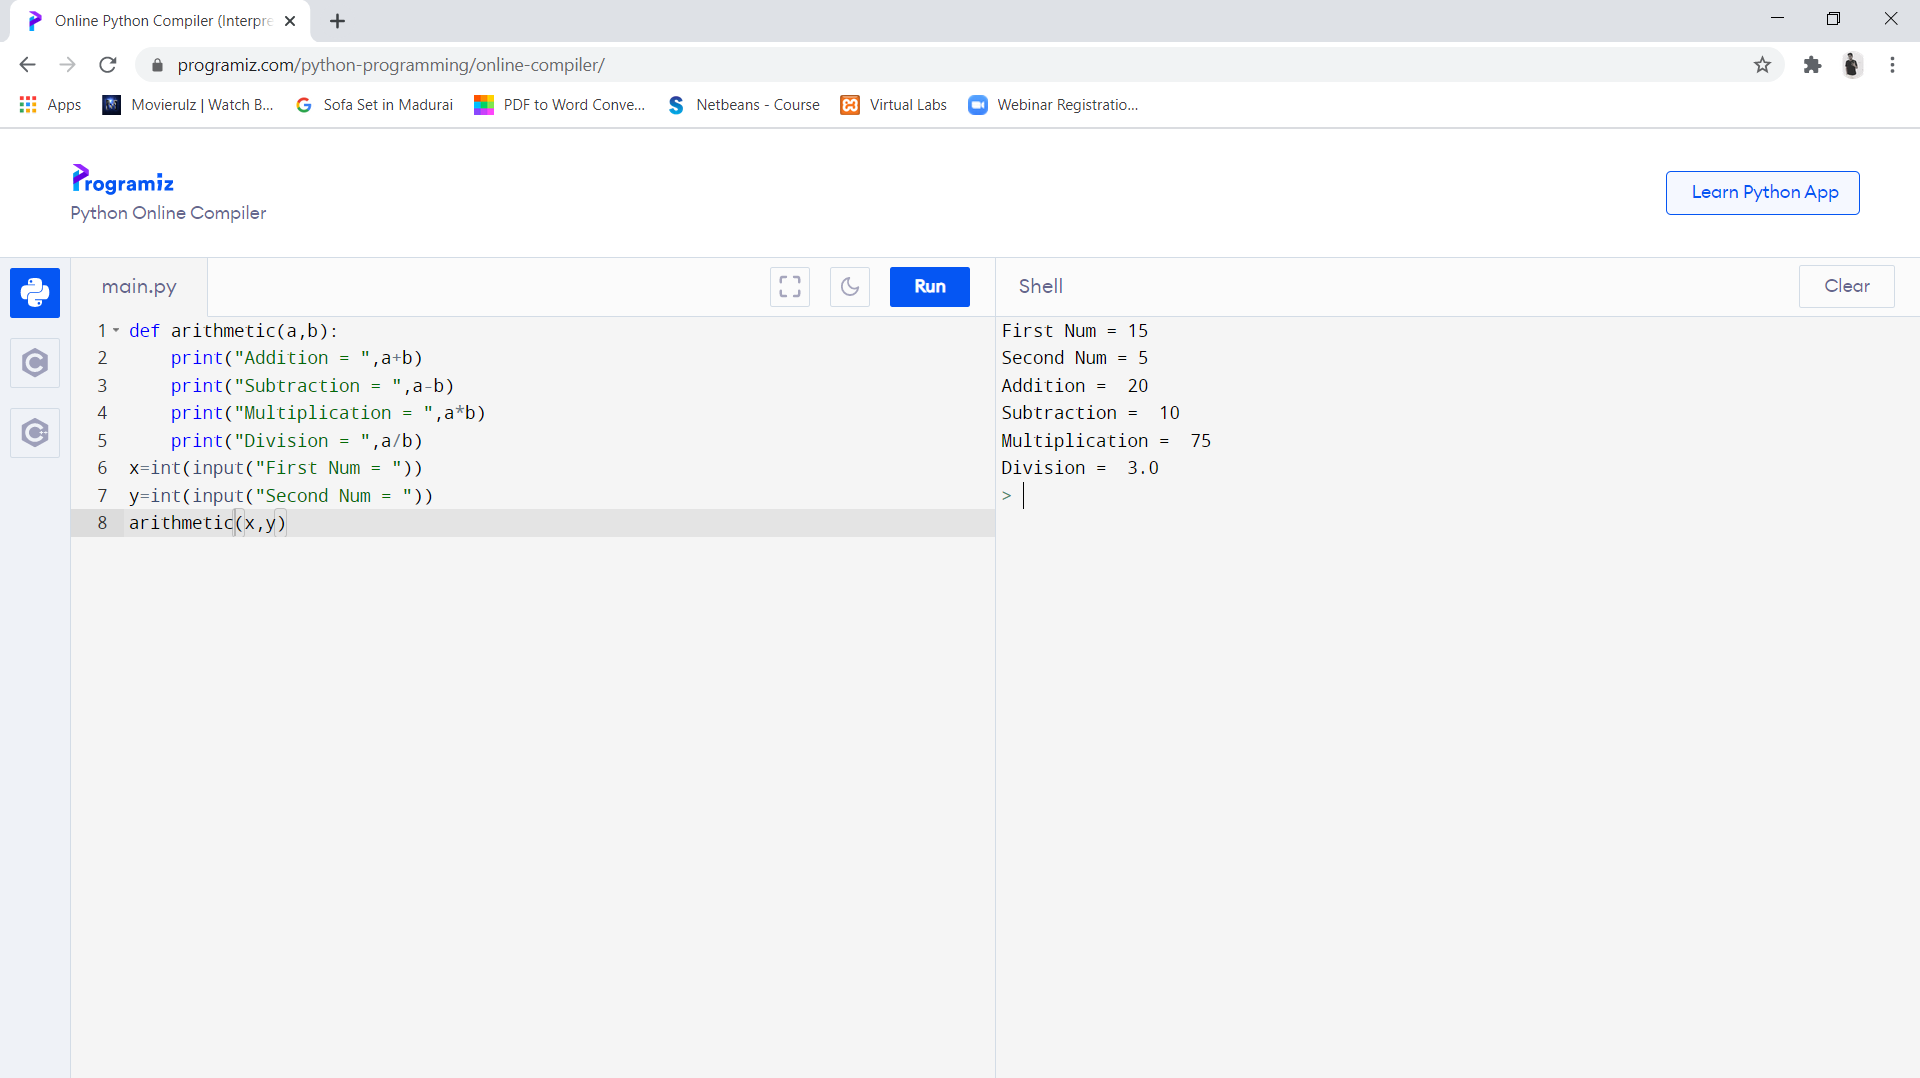 Online Python Compiler (Interpre
programiz.com/python-programming/online-compiler/
Apps Movierulz | Watch B... Sofa Set in Madurai PDF to Word Conve... Netbeans - Course Virtual Labs Webinar Registratio...
Programiz
Python Online Compiler
Learn Python App
main.py
Run
1 def arithmetic(a,b):
2     print("Addition = ",a+b)
3     print("Subtraction = ",a-b)
4     print("Multiplication = ",a*b)
5     print("Division = ",a/b)
6 x=int(input("First Num = "))
7 y=int(input("Second Num = "))
8 arithmetic(x,y)
Shell
Clear
First Num = 15
Second Num = 5
Addition =  20
Subtraction =  10
Multiplication =  75
Division =  3.0
>